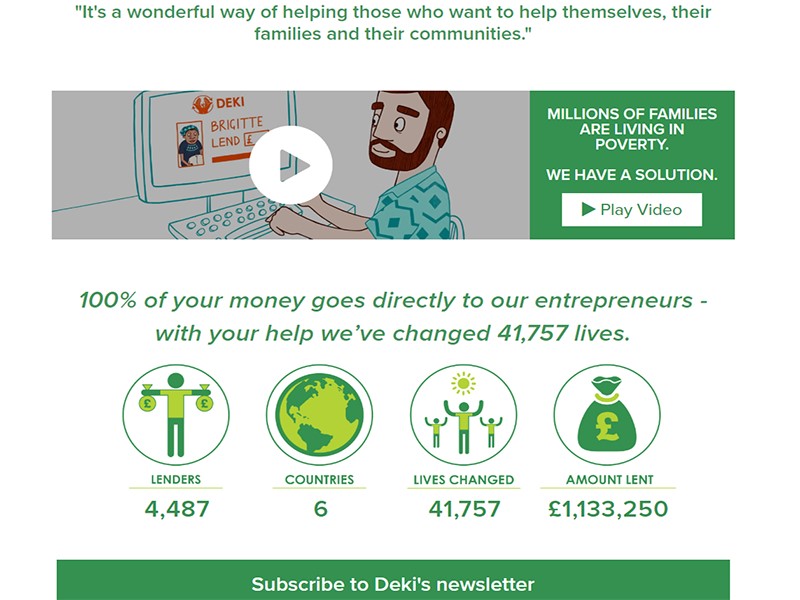 "It's a wonderful way of helping those who want to help themselves, their
families and their communities."
DEKI
BRIGITTE
LEND £
MILLIONS OF FAMILIES
ARE LIVING IN
POVERTY.
WE HAVE A SOLUTION.
Play Video
100% of your money goes directly to our entrepreneurs -
with your help we've changed 41,757 lives.
£ £
£
LENDERS
COUNTRIES
LIVES CHANGED
AMOUNT LENT
4,487
6
41,757
£1,133,250
Subscribe to Deki's newsletter